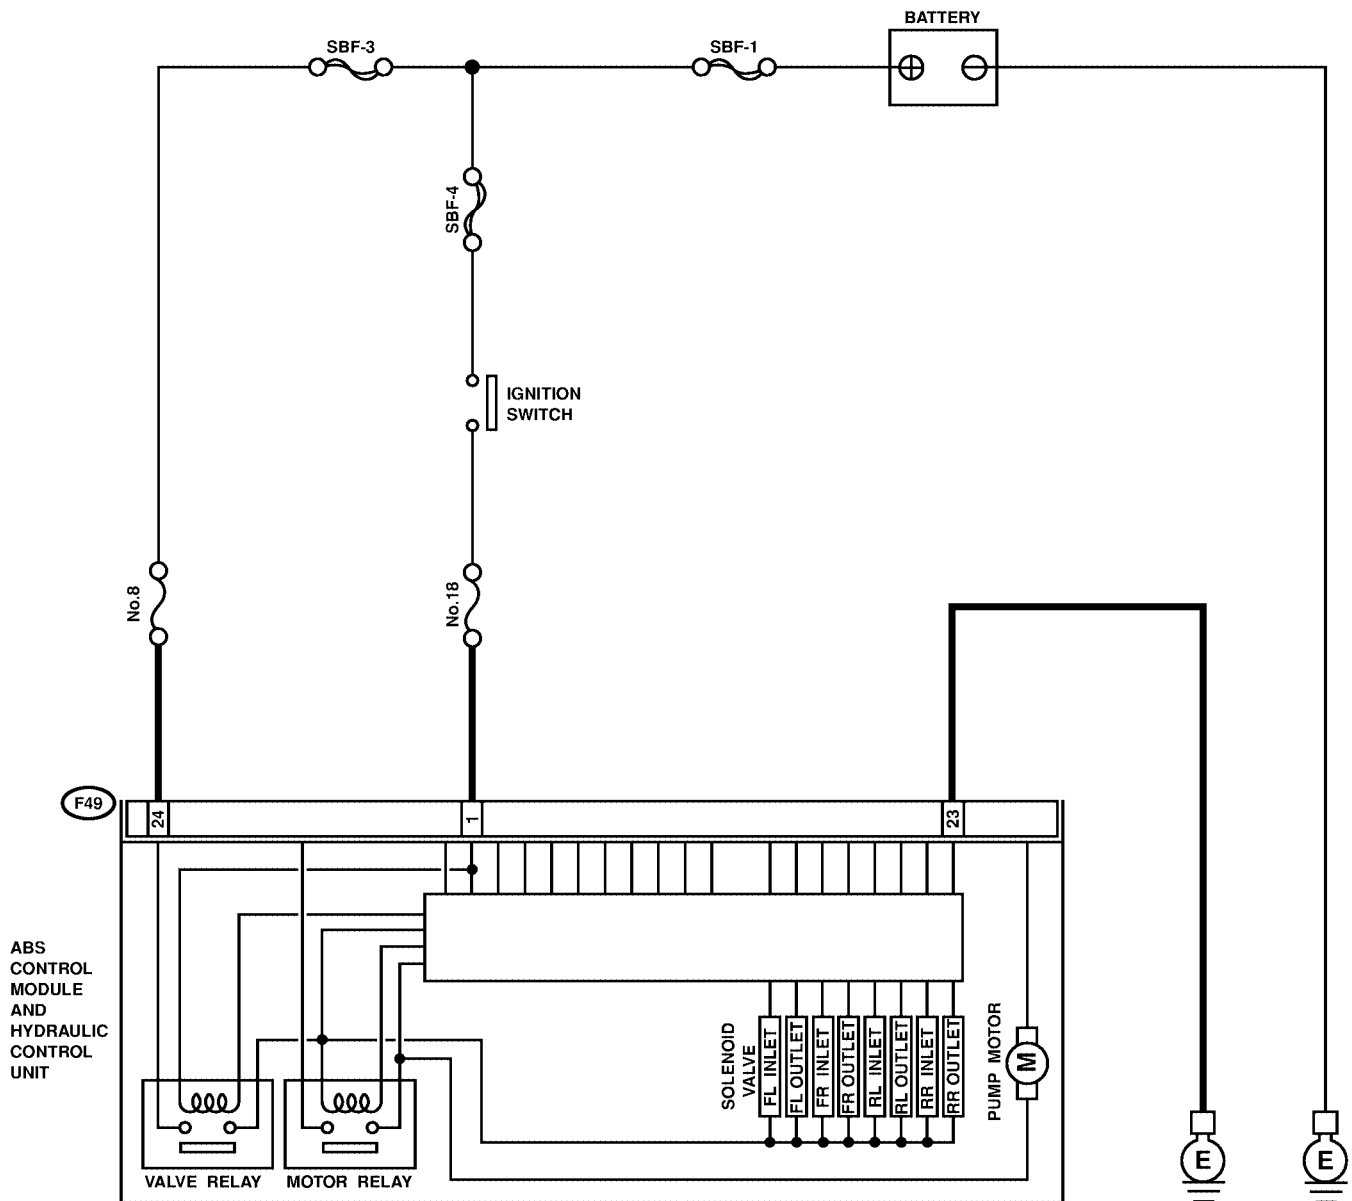 BATTERY
SBF-3
SBF-1
SBF-4
IGNITION
SWITCH
No.8
No.18
F49
24
1
23
ABS
CONTROL
MODULE
AND
HYDRAULIC
CONTROL
UNIT
SOLENOID
VALVE
FL INLET
FL OUTLET
FR INLET
FR OUTLET
RL INLET
RL OUTLET
RR INLET
RR OUTLET
PUMP MOTOR
M
E
E
VALVE RELAY
MOTOR RELAY